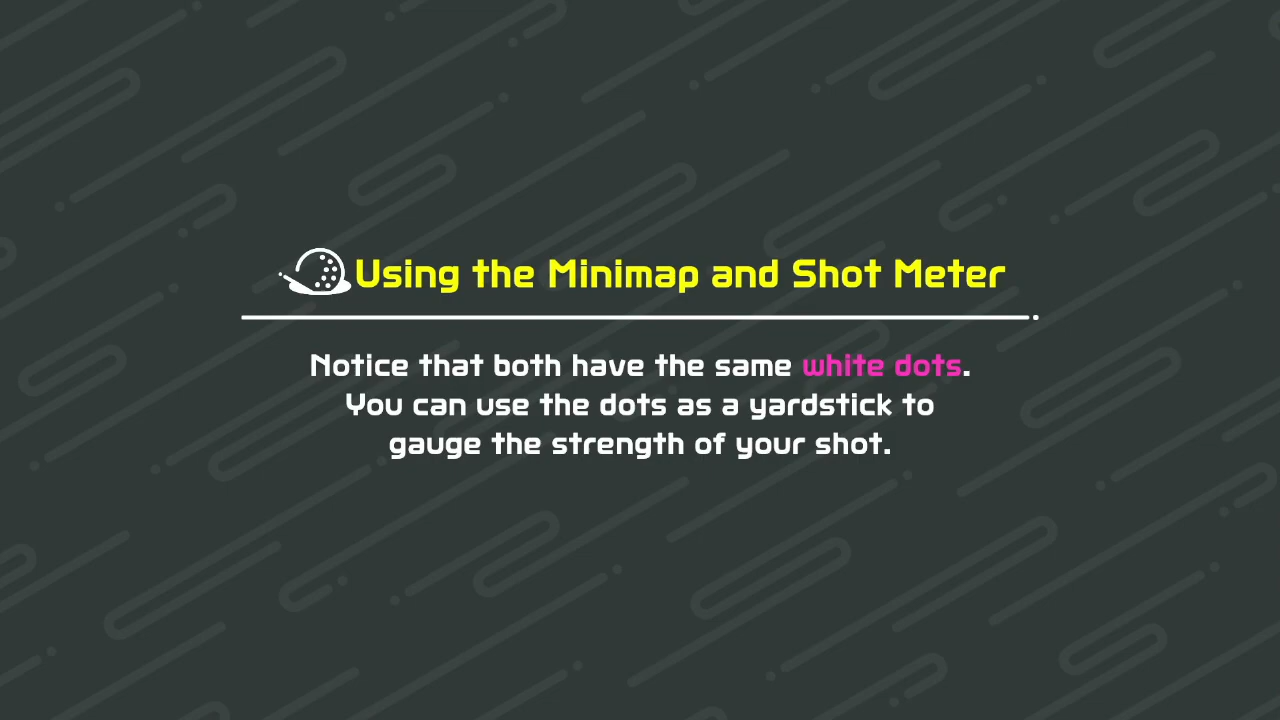 Using the Minimap and Shot Meter
Notice that both have the same white dots.
You can use the dots as a yardstick to
gauge the strength of your shot.